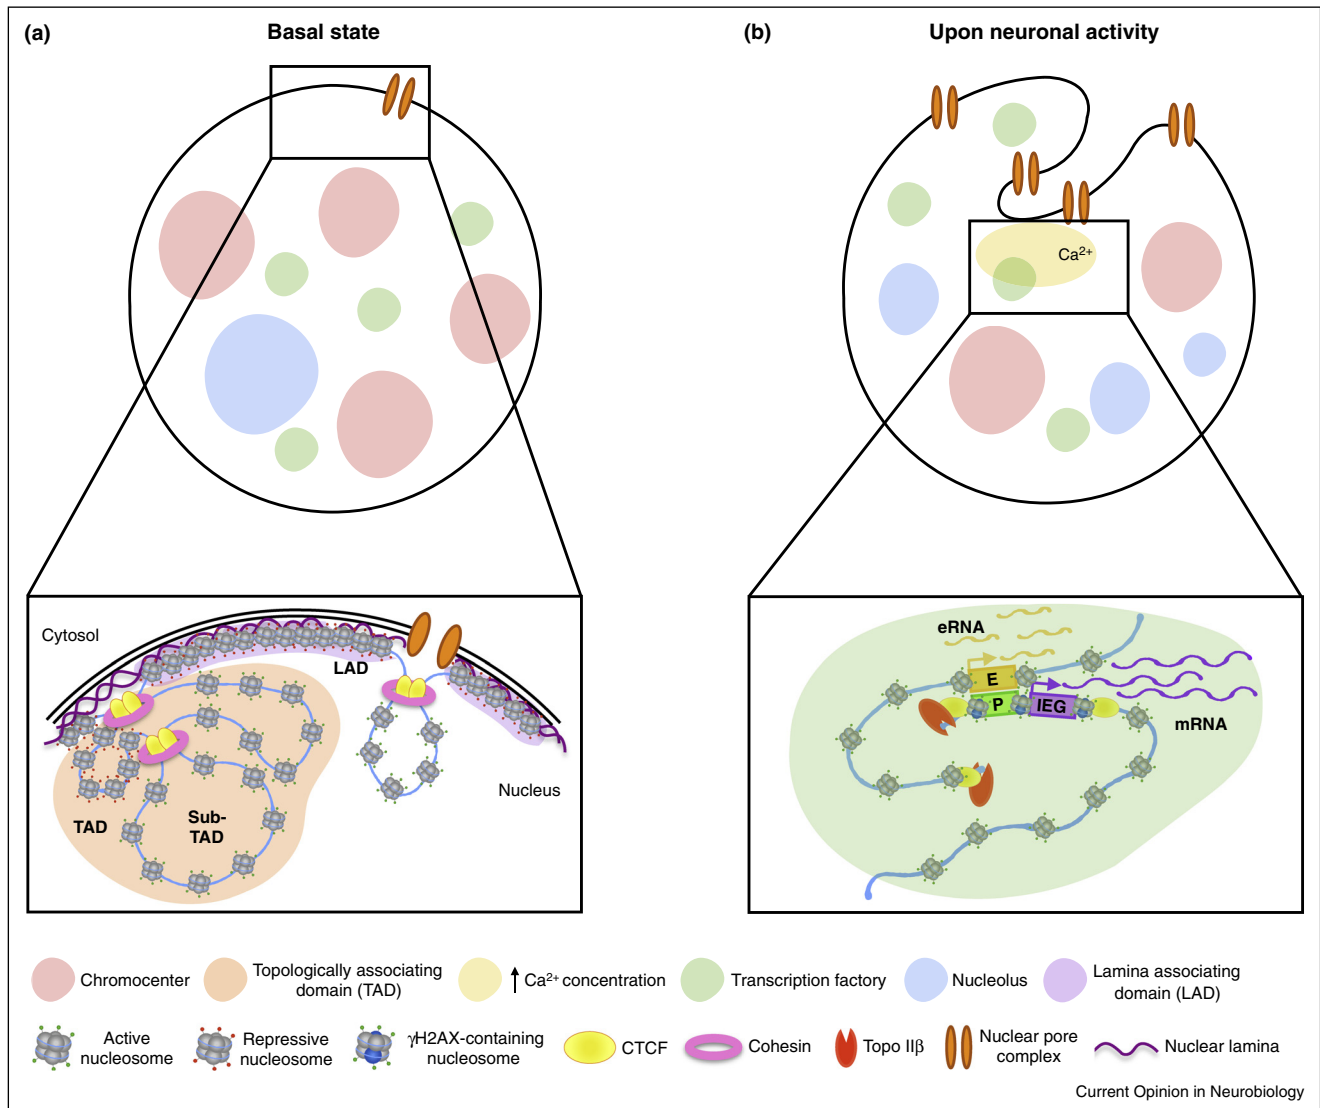 (a)
Basal state
(b)
Upon neuronal activity
Ca²⁺
Cytosol
LAD
TAD
Sub-
TAD
Nucleus
eRNA
E
P
IEG
mRNA
Chromocenter
Topologically associating
domain (TAD)
↑ Ca²⁺ concentration
Transcription factory
Nucleolus
Lamina associating
domain (LAD)
Active
nucleosome
Repressive
nucleosome
γH2AX-containing
nucleosome
CTCF
Cohesin
Topo IIβ
Nuclear pore
complex
Nuclear lamina
Current Opinion in Neurobiology